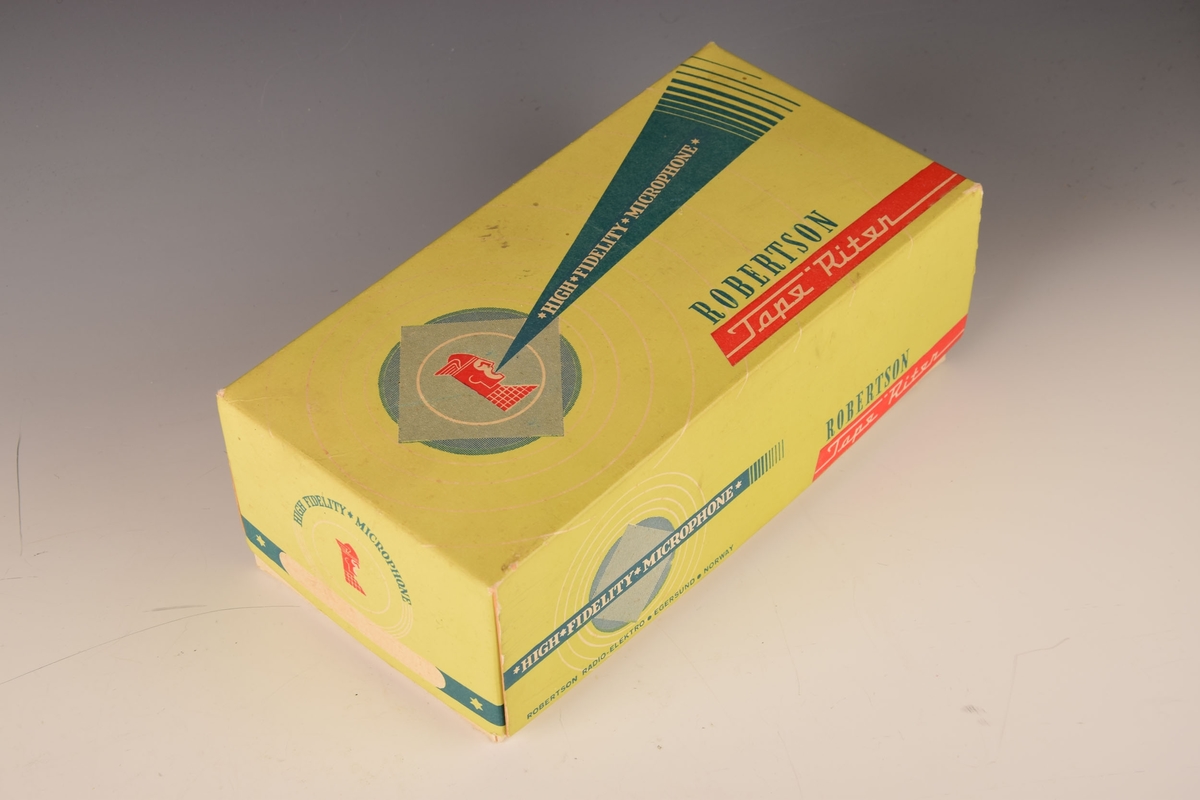 ★HIGH★FIDELITY★MICROPHONE★
ROBERTSON
Tape Riter
HIGH FIDELITY ★ MICROPHONE
★HIGH★FIDELITY★MICROPHONE★
ROBERTSON RADIO-ELEKTRO ● EGERSUND ● NORWAY
ROBERTSON
Tape Riter